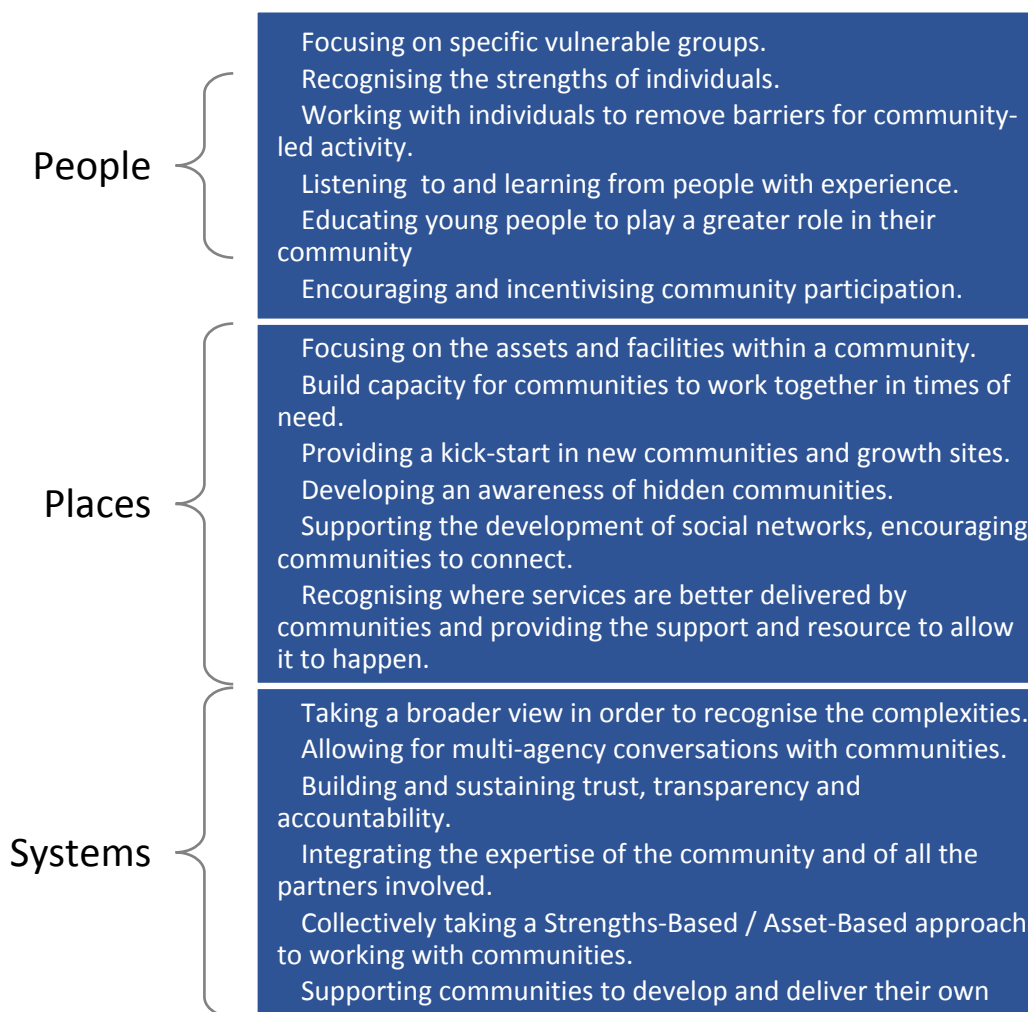 People
Focusing on specific vulnerable groups.
Recognising the strengths of individuals.
Working with individuals to remove barriers for community-
led activity.
Listening  to and learning from people with experience.
Educating young people to play a greater role in their
community
Encouraging and incentivising community participation.
Places
Focusing on the assets and facilities within a community.
Build capacity for communities to work together in times of
need.
Providing a kick-start in new communities and growth sites.
Developing an awareness of hidden communities.
Supporting the development of social networks, encouraging
communities to connect.
Recognising where services are better delivered by
communities and providing the support and resource to allow
it to happen.
Systems
Taking a broader view in order to recognise the complexities.
Allowing for multi-agency conversations with communities.
Building and sustaining trust, transparency and
accountability.
Integrating the expertise of the community and of all the
partners involved.
Collectively taking a Strengths-Based / Asset-Based approach
to working with communities.
Supporting communities to develop and deliver their own